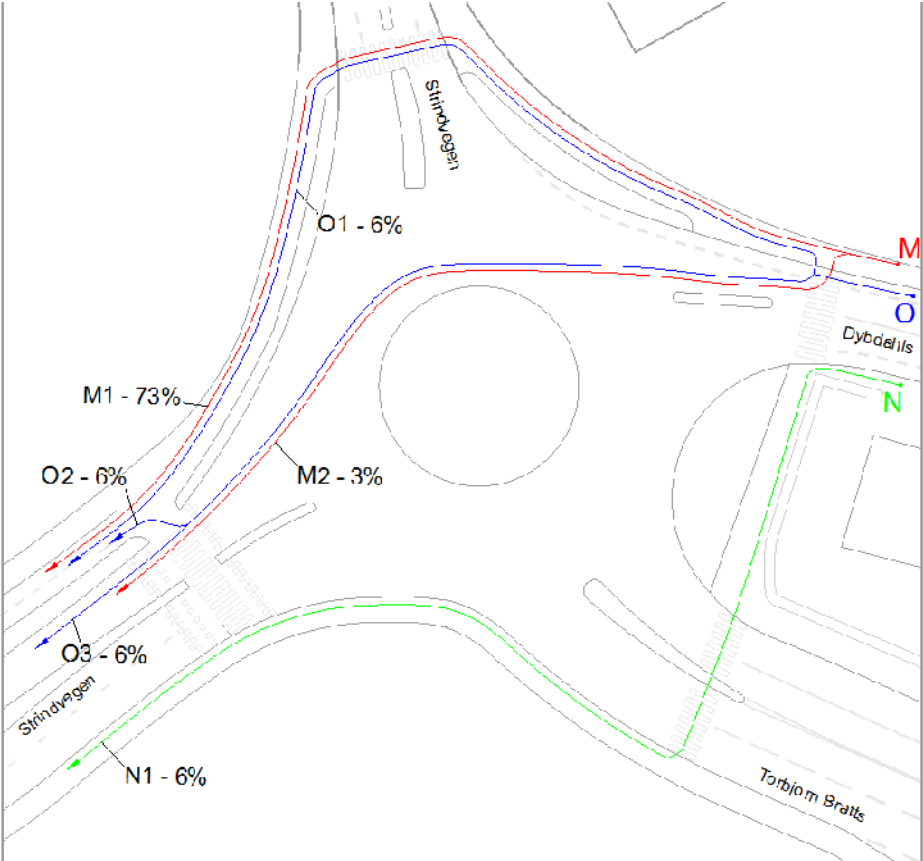 Strindvegen
O1 - 6%
M
O
Dybdahls
M1 - 73%
N
O2 - 6%
M2 - 3%
O3 - 6%
Strindvegen
N1 - 6%
Torbjørn Bratts